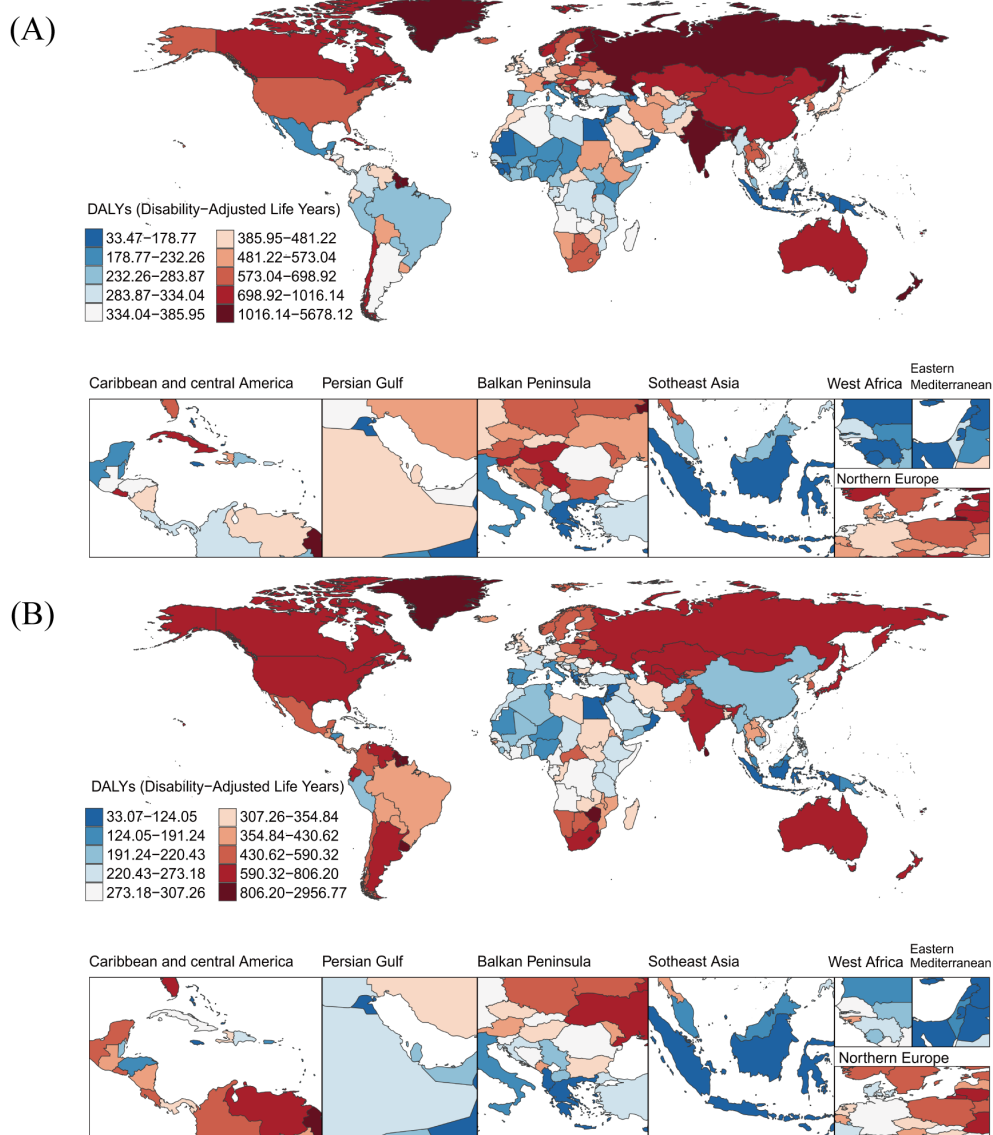 (A)
DALYs (Disability−Adjusted Life Years)
33.47−178.77
178.77−232.26
232.26−283.87
283.87−334.04
334.04−385.95
385.95−481.22
481.22−573.04
573.04−698.92
698.92−1016.14
1016.14−5678.12
Caribbean and central America
Persian Gulf
Balkan Peninsula
Sotheast Asia
West Africa
Eastern
Mediterranean
Northern Europe
(B)
DALYs (Disability−Adjusted Life Years)
33.07−124.05
124.05−191.24
191.24−220.43
220.43−273.18
273.18−307.26
307.26−354.84
354.84−430.62
430.62−590.32
590.32−806.20
806.20−2956.77
Caribbean and central America
Persian Gulf
Balkan Peninsula
Sotheast Asia
West Africa
Eastern
Mediterranean
Northern Europe